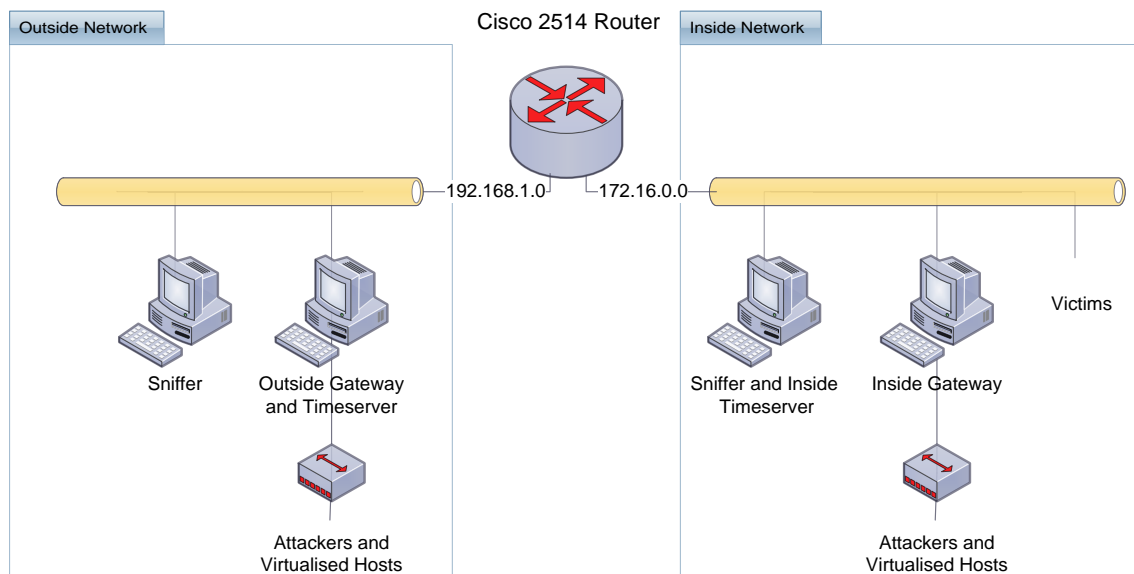 Outside Network
Cisco 2514 Router
Inside Network
192.168.1.0
172.16.0.0
Sniffer
Outside Gateway
and Timeserver
Sniffer and Inside
Timeserver
Inside Gateway
Victims
Attackers and
Virtualised Hosts
Attackers and
Virtualised Hosts